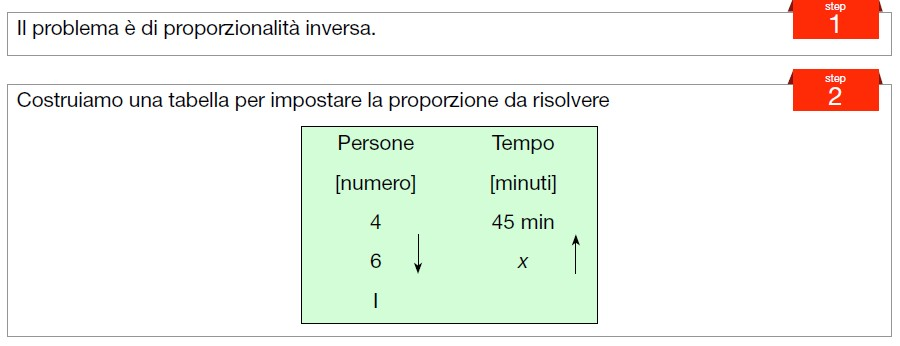 step
1
Il problema è di proporzionalità inversa.
step
2
Costruiamo una tabella per impostare la proporzione da risolvere
Persone Tempo
[numero] [minuti]
4 45 min
6 x
I